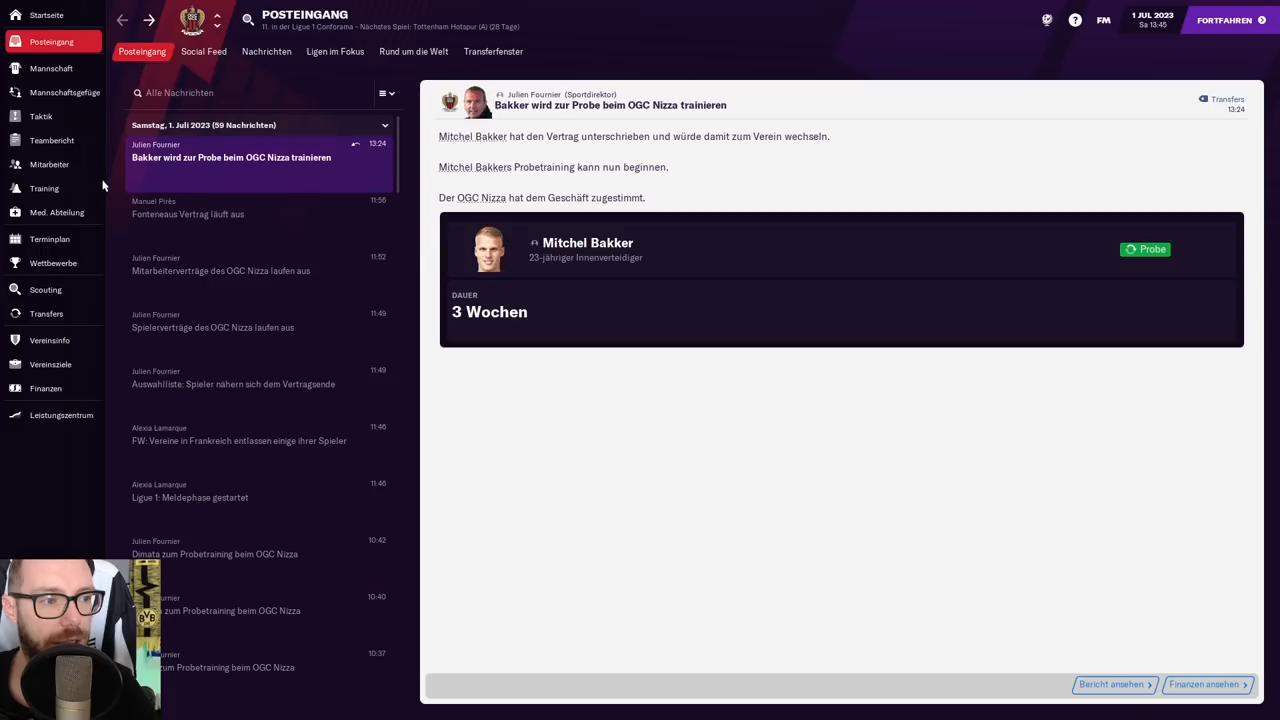 Startseite
Posteingang
Mannschaft
Mannschaftsgefüge
Taktik
Teambericht
Mitarbeiter
Training
Med. Abteilung
Terminplan
Wettbewerbe
Scouting
Transfers
Vereinsinfo
Vereinsziele
Finanzen
Leistungszentrum
POSTEINGANG
11. in der Ligue 1 Conforama - Nächstes Spiel: Tottenham Hotspur (A) (28 Tage)
FM
1 JUL 2023
Sa 13:45
FORTFAHREN
Posteingang Social Feed Nachrichten Ligen im Fokus Rund um die Welt Transferfenster
Alle Nachrichten
Samstag, 1. Juli 2023 (59 Nachrichten)
Julien Fournier 13:24
Bakker wird zur Probe beim OGC Nizza trainieren
Manuel Pirès 11:56
Fonteneaus Vertrag läuft aus
Julien Fournier 11:52
Mitarbeiterverträge des OGC Nizza laufen aus
Julien Fournier 11:49
Spielerverträge des OGC Nizza laufen aus
Julien Fournier 11:49
Auswahlliste: Spieler nähern sich dem Vertragsende
Alexia Lamarque 11:46
FW: Vereine in Frankreich entlassen einige ihrer Spieler
Alexia Lamarque 11:46
Ligue 1: Meldephase gestartet
Julien Fournier 10:42
Dimata zum Probetraining beim OGC Nizza
10:40
zum Probetraining beim OGC Nizza
10:37
zum Probetraining beim OGC Nizza
BVB
09
Julien Fournier (Sportdirektor)
Bakker wird zur Probe beim OGC Nizza trainieren
Transfers
13:24
Mitchel Bakker hat den Vertrag unterschrieben und würde damit zum Verein wechseln.
Mitchel Bakkers Probetraining kann nun beginnen.
Der OGC Nizza hat dem Geschäft zugestimmt.
Mitchel Bakker
23-jähriger Innenverteidiger
Probe
DAUER
3 Wochen
Bericht ansehen
Finanzen ansehen